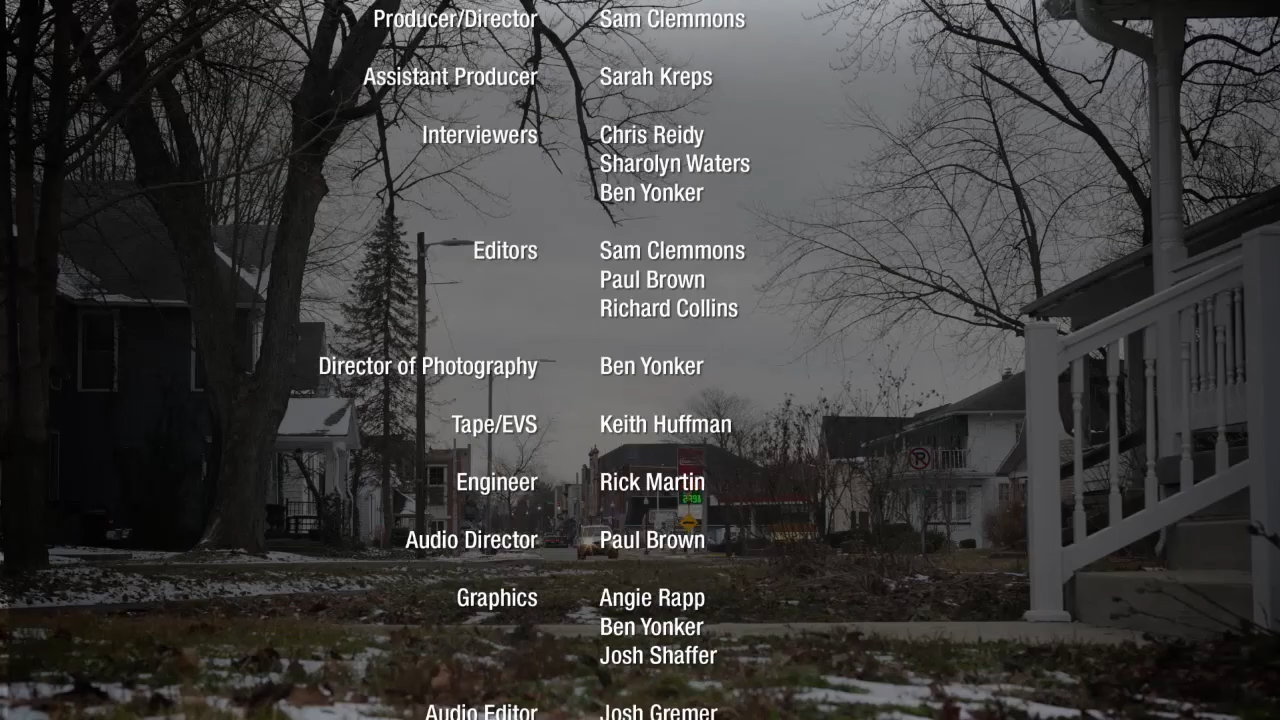 Producer/Director Sam Clemmons
Assistant Producer Sarah Kreps
Interviewers Chris Reidy
Sharolyn Waters
Ben Yonker
Editors Sam Clemmons
Paul Brown
Richard Collins
Director of Photography Ben Yonker
Tape/EVS Keith Huffman
Engineer Rick Martin
Audio Director Paul Brown
Graphics Angie Rapp
Ben Yonker
Josh Shaffer
Audio Editor Josh Gremer